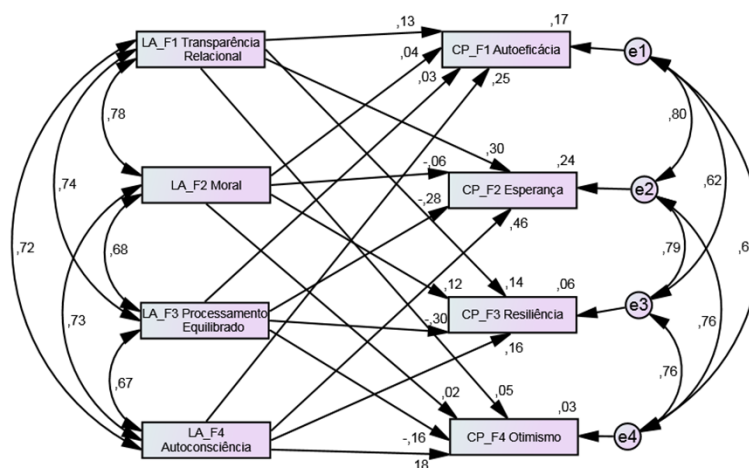 ,13
,17
LA_F1 Transparência
Relacional
CP_F1 Autoeficácia
e1
,04
,03
,25
,78
,80
,30
,24
,74
LA_F2 Moral
-,06
CP_F2 Esperança
e2
,62
-,28
,72
,68
,46
,79
,6
,12
,14
,06
,73
LA_F3 Processamento
Equilibrado
-,30
CP_F3 Resiliência
e3
,76
,16
,67
,76
,02
,05
,03
LA_F4
Autoconsciência
-,16
CP_F4 Otimismo
e4
,18